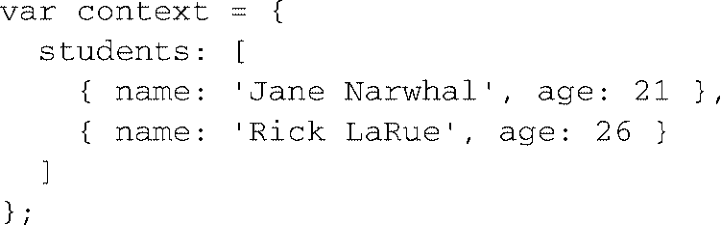 var context = {
  students: [
    { name: 'Jane Narwhal', age: 21 },
    { name: 'Rick LaRue', age: 26 }
  ]
};